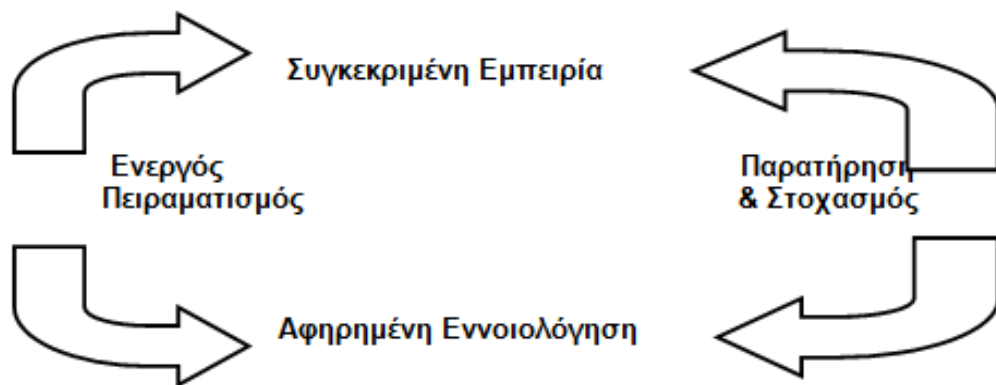 Συγκεκριμένη Εμπειρία
Ενεργός
Πειραματισμός
Παρατήρηση
& Στοχασμός
Αφηρημένη Εννοιολόγηση